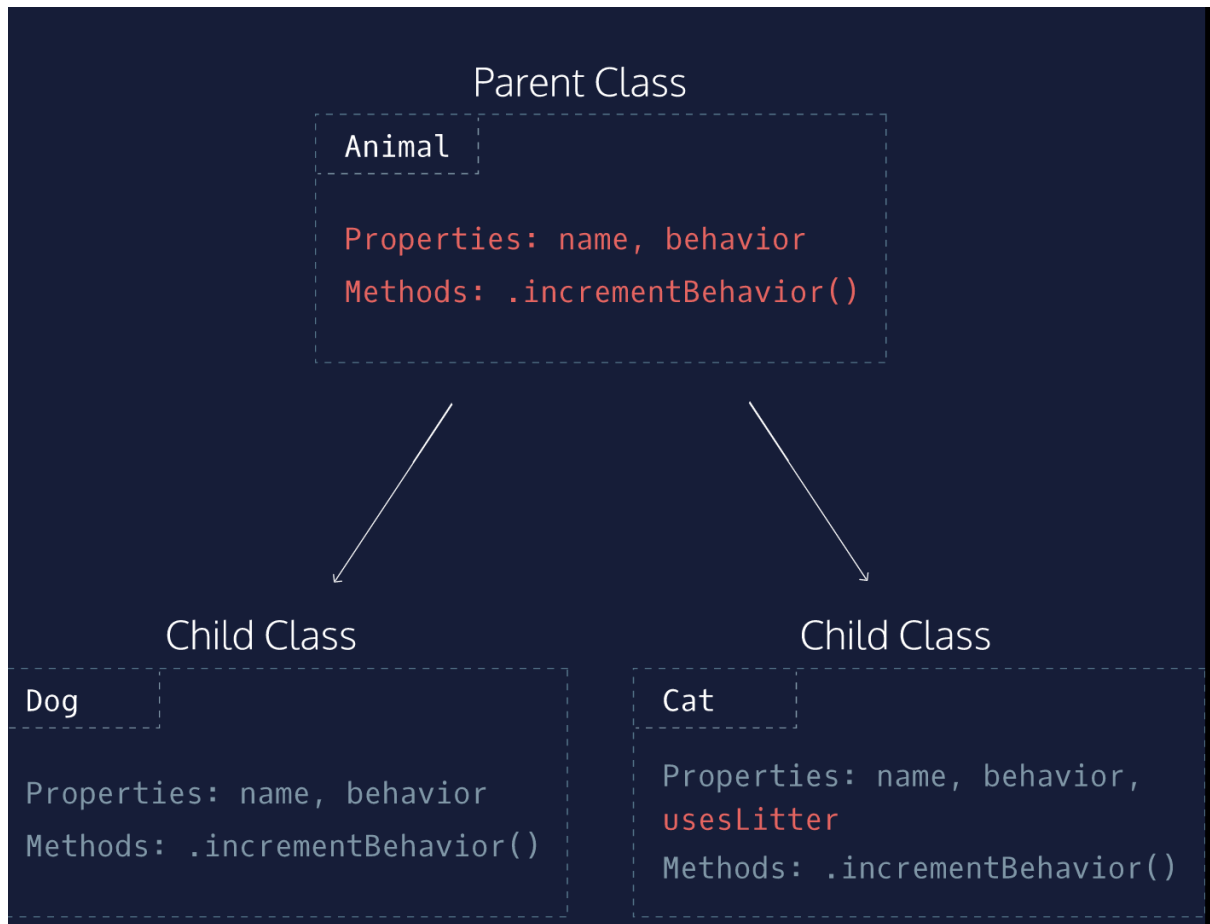 Parent Class
Animal
Properties: name, behavior
Methods: .incrementBehavior()
Child Class
Dog
Properties: name, behavior
Methods: .incrementBehavior()
Child Class
Cat
Properties: name, behavior,
usesLitter
Methods: .incrementBehavior()